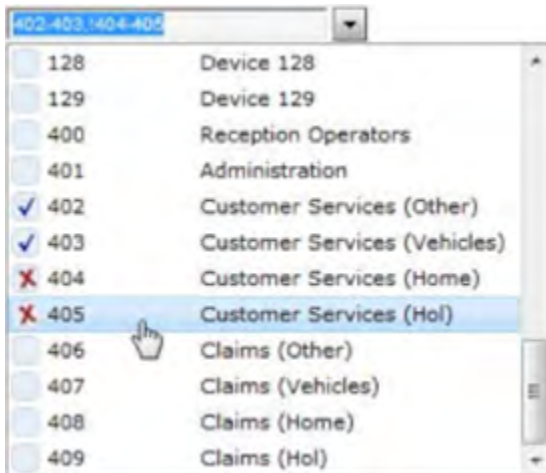 402-403,!404-405
128 Device 128
129 Device 129
400 Reception Operators
401 Administration
402 Customer Services (Other)
403 Customer Services (Vehicles)
404 Customer Services (Home)
405 Customer Services (Hol)
406 Claims (Other)
407 Claims (Vehicles)
408 Claims (Home)
409 Claims (Hol)